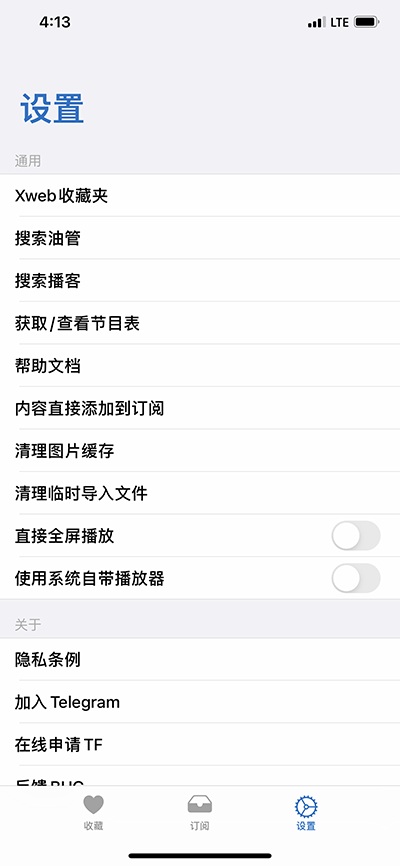 4:13
LTE
设置
通用
Xweb收藏夹
搜索油管
搜索播客
获取/查看节目表
帮助文档
内容直接添加到订阅
清理图片缓存
清理临时导入文件
直接全屏播放
使用系统自带播放器
关于
隐私条例
加入 Telegram
在线申请 TF
反馈 BUG
收藏
订阅
设置